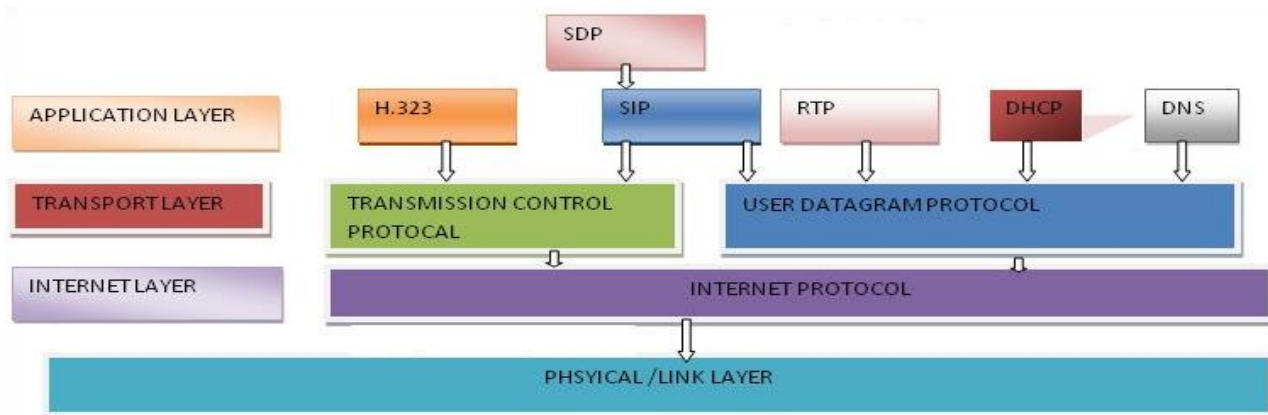 SDP
APPLICATION LAYER
H.323
SIP
RTP
DHCP
DNS
TRANSPORT LAYER
TRANSMISSION CONTROL
PROTOCAL
USER DATAGRAM PROTOCOL
INTERNET LAYER
INTERNET PROTOCOL
PHSYICAL /LINK LAYER